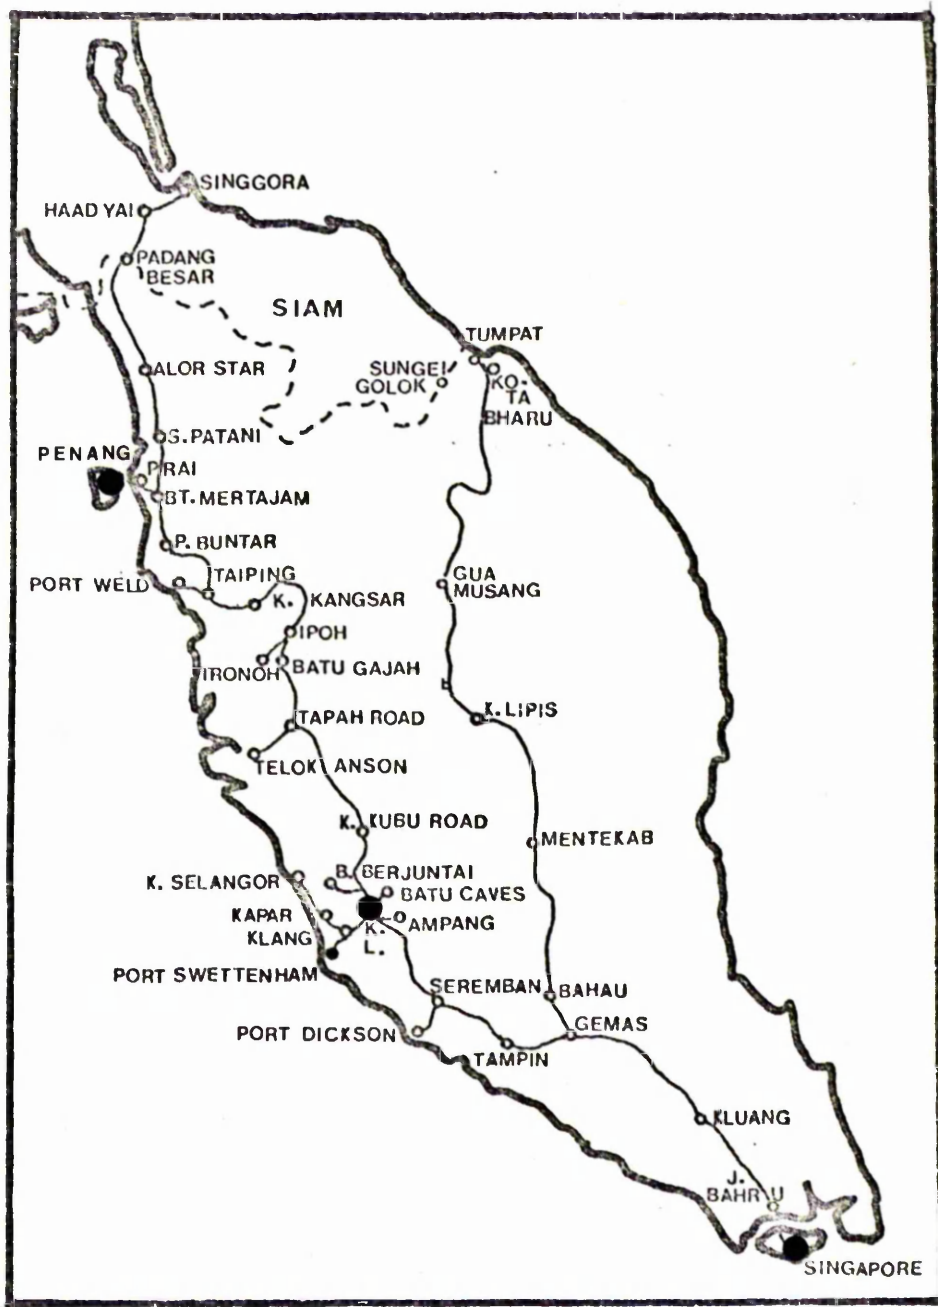 SINGGORA
HAAD YAI
PADANG
BESAR
SIAM
TUMPAT
ALOR STAR
SUNGEI
GOLOK
KO-
TA
BHARU
S. PATANI
PENANG
PRAI
BT. MERTAJAM
P. BUNTAR
TAIPING
PORT WELD
GUA
MUSANG
K. KANGSAR
IPOH
IRONOH
BATU GAJAH
K. LIPIS
TAPAH ROAD
TELOK ANSON
K. KUBU ROAD
MENTEKAB
B. BERJUNTAI
K. SELANGOR
BATU CAVES
KAPAR
AMPANG
K.
L.
KLANG
PORT SWETTENHAM
SEREMBAN
BAHAU
GEMAS
PORT DICKSON
TAMPIN
KLUANG
J.
BAHRU
SINGAPORE